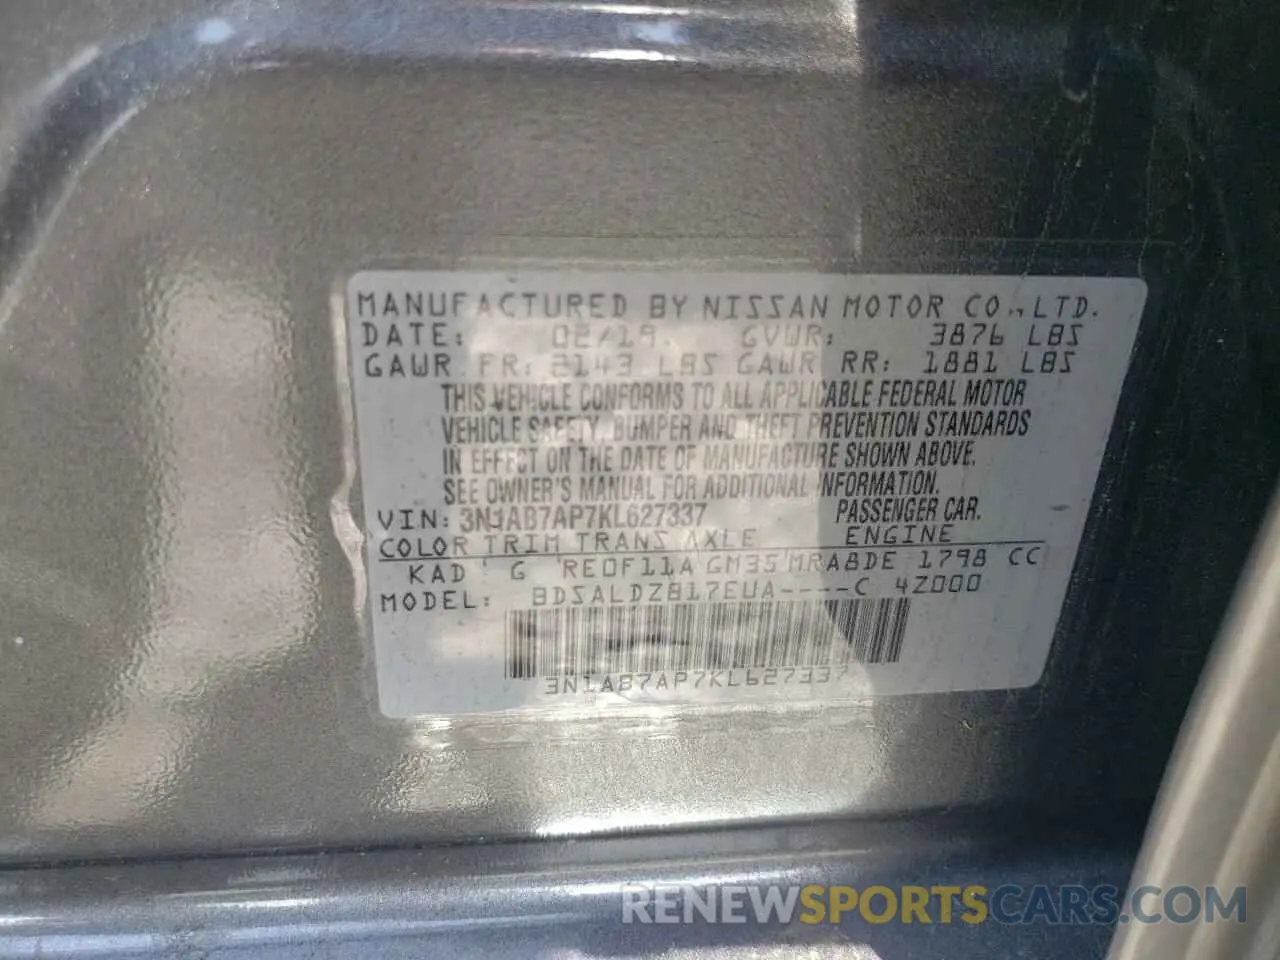 MANUFACTURED BY NISSAN MOTOR CO., LTD.
DATE: 02/19. GVWR: 3876 LBS
GAWR FR: 2143 LBS GAWR RR: 1881 LBS
THIS VEHICLE CONFORMS TO ALL APPLICABLE FEDERAL MOTOR
VEHICLE SAFETY, BUMPER AND THEFT PREVENTION STANDARDS
IN EFFECT ON THE DATE OF MANUFACTURE SHOWN ABOVE.
SEE OWNER'S MANUAL FOR ADDITIONAL INFORMATION.
VIN: 3N1AB7AP7KL627337 PASSENGER CAR.
COLOR TRIM TRANS AXLE ENGINE
KAD G RE0F11A GM35 MRA8DE 1798 CC
MODEL: BDSALDZB17EUA----C 4Z000
3N1AB7AP7KL627337
RENEWSPORTSCARS.COM